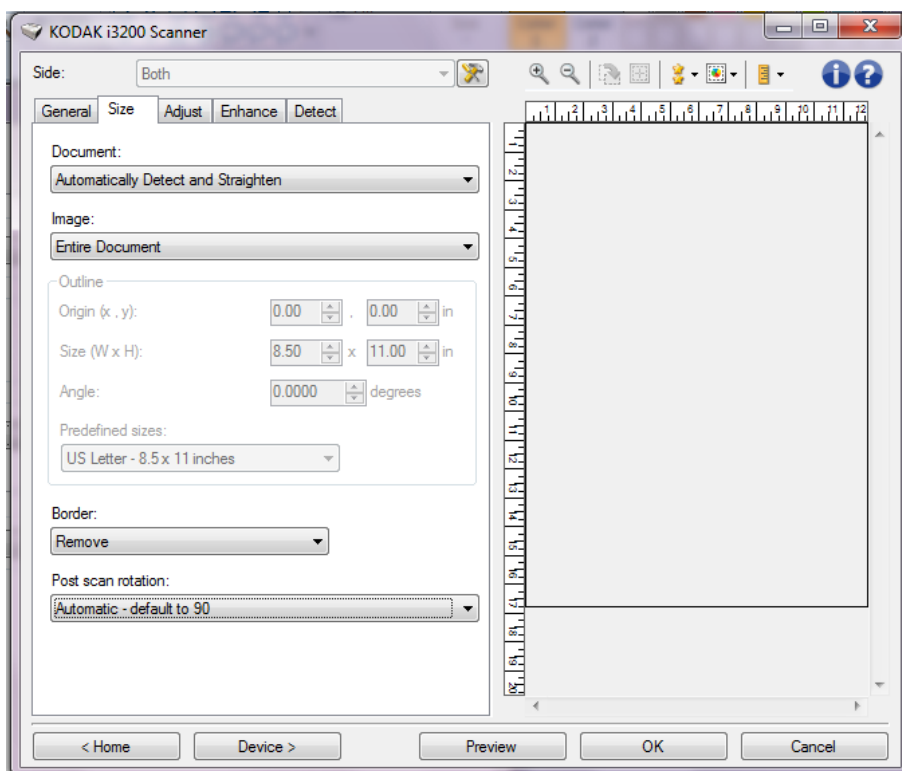 KODAK i3200 Scanner
Side: Both
General Size Adjust Enhance Detect
Document:
Automatically Detect and Straighten
Image:
Entire Document
Outline
Origin (x , y): 0.00 , 0.00 in
Size (W x H): 8.50 x 11.00 in
Angle: 0.0000 degrees
Predefined sizes:
US Letter - 8.5 x 11 inches
Border:
Remove
Post scan rotation:
Automatic - default to 90
1 2 3 4 5 6 7 8 9 10 11 12
1
2
3
4
5
6
7
8
9
10
11
12
13
14
15
16
17
18
19
20
< Home Device > Preview OK Cancel